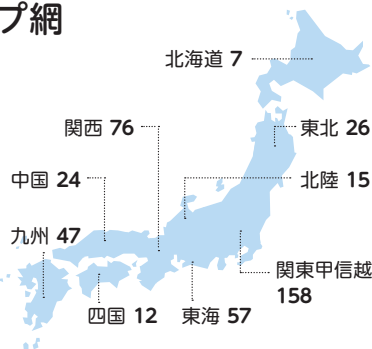 プ網
北海道 7
関西 76
東北 26
中国 24
北陸 15
九州 47
関東甲信越
158
四国 12
東海 57